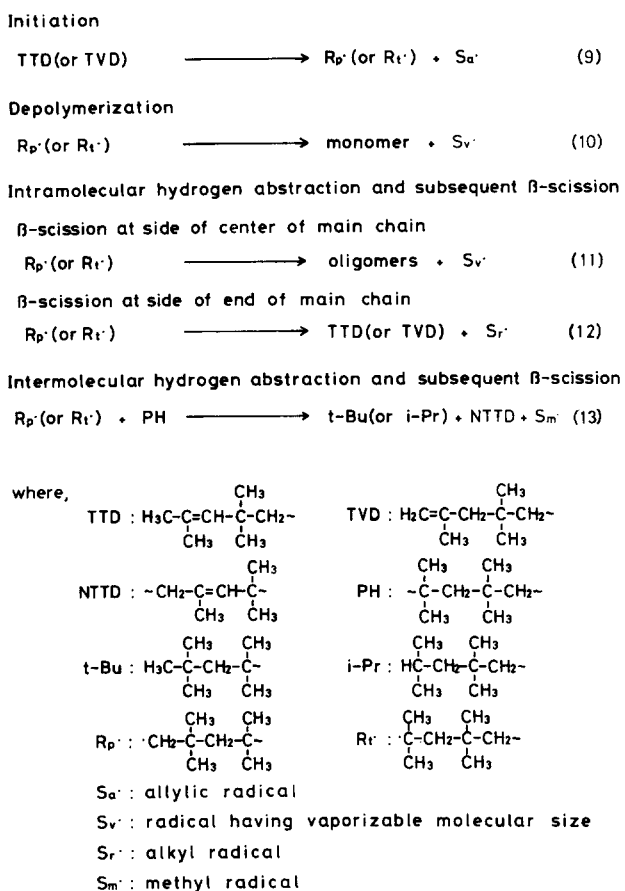 Initiation
TTD(or TVD) ⟶ Rp·(or Rt·) + Sa· (9)
Depolymerization
Rp·(or Rt·) ⟶ monomer + Sv· (10)
Intramolecular hydrogen abstraction and subsequent ß-scission
ß-scission at side of center of main chain
Rp·(or Rt·) ⟶ oligomers + Sv· (11)
ß-scission at side of end of main chain
Rp·(or Rt·) ⟶ TTD(or TVD) + Sr· (12)
Intermolecular hydrogen abstraction and subsequent ß-scission
Rp·(or Rt·) + PH ⟶ t-Bu(or i-Pr) + NTTD + Sm· (13)
where,
CH3 CH3
TTD : H3C-C=CH-C-CH2~ TVD : H2C=C-CH2-C-CH2~
CH3 CH3 CH3 CH3
CH3 CH3 CH3
NTTD : ~CH2-C=CH-C~ PH : ~C-CH2-C-CH2~
CH3 CH3 CH3 CH3
CH3 CH3 CH3 CH3
t-Bu : H3C-C-CH2-C~ i-Pr : HC-CH2-C-CH2~
CH3 CH3 CH3 CH3
CH3 CH3 CH3 CH3
Rp· : ·CH2-C-CH2-C~ Rt· : ·C-CH2-C-CH2~
CH3 CH3 CH3 CH3
Sa· : allylic radical
Sv· : radical having vaporizable molecular size
Sr· : alkyl radical
Sm· : methyl radical